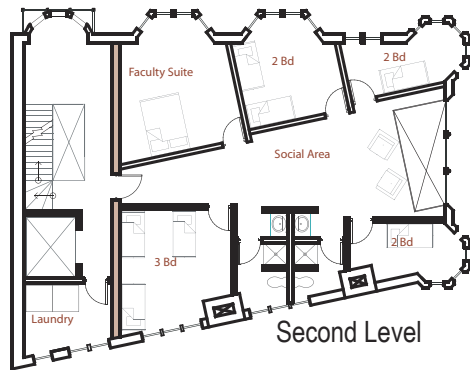 Faculty Suite
2 Bd
2 Bd
Social Area
3 Bd
2 Bd
Laundry
Second Level